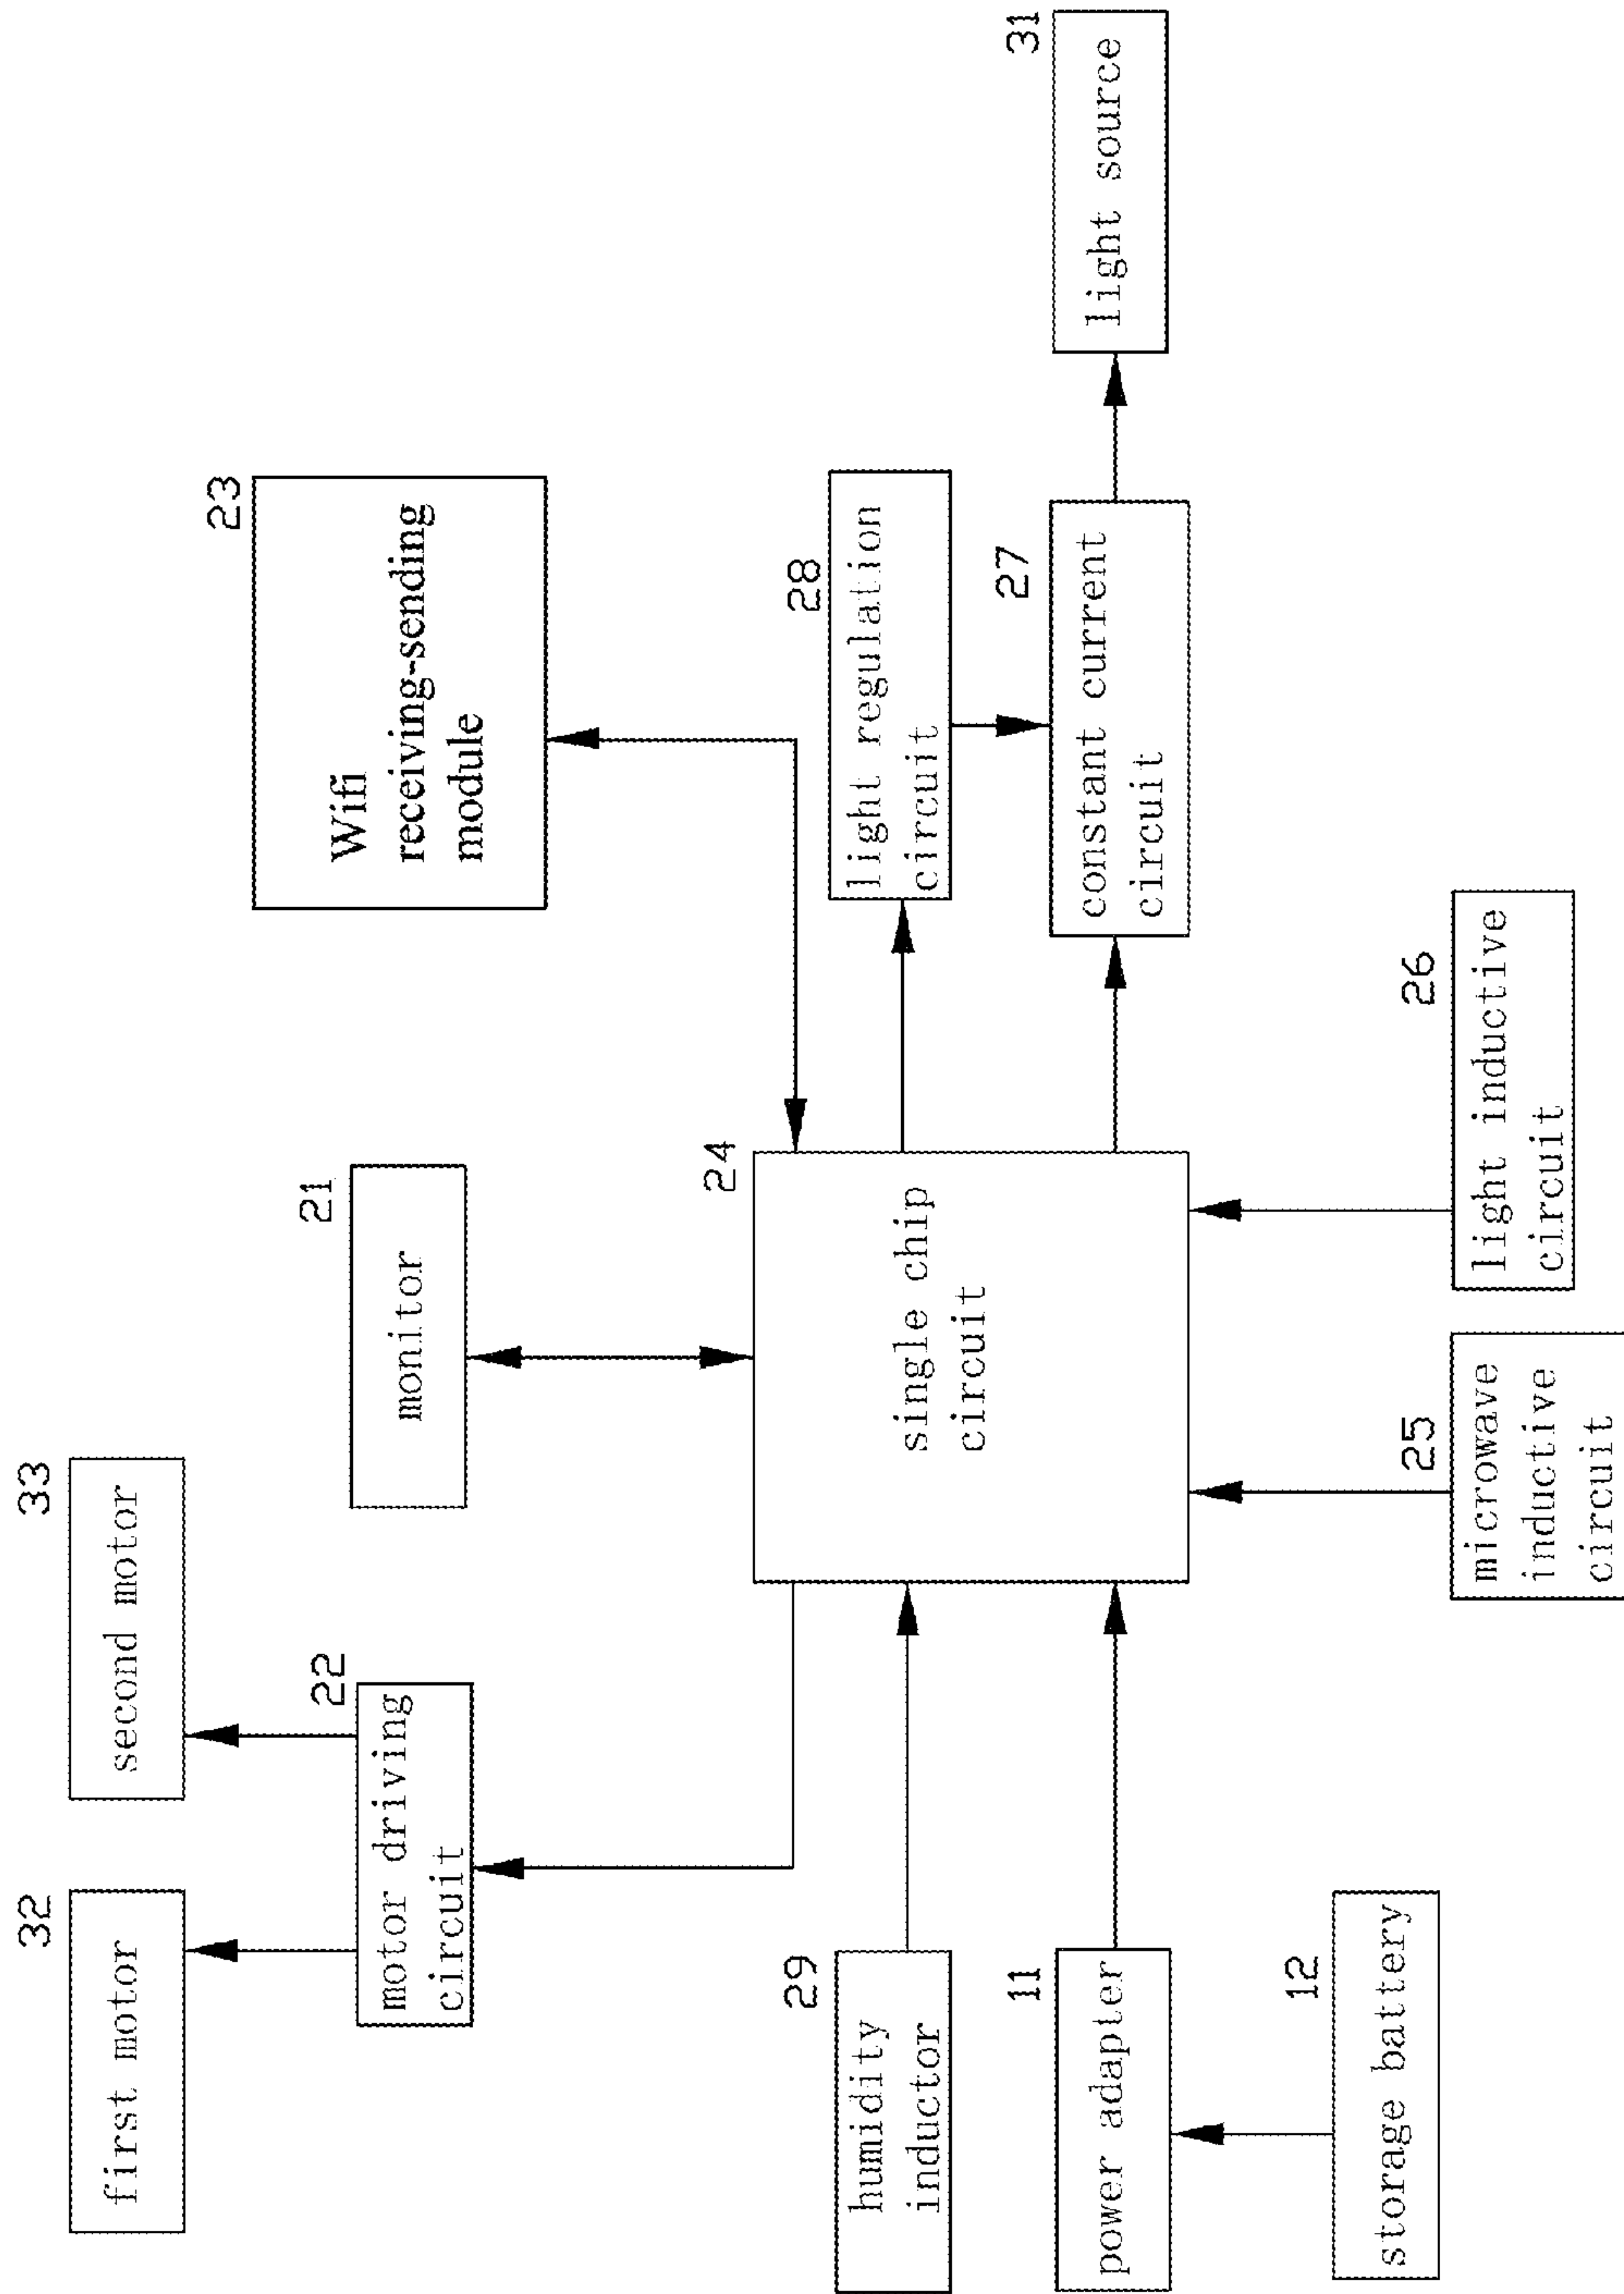 32
first motor
33
second motor
22
motor driving
circuit
21
monitor
23
Wifi
receiving-sending
module
29
humidity
inductor
24
single chip
circuit
28
light regulation
circuit
11
power adapter
27
constant current
circuit
31
light source
12
storage battery
25
microwave
inductive
circuit
26
light inductive
circuit